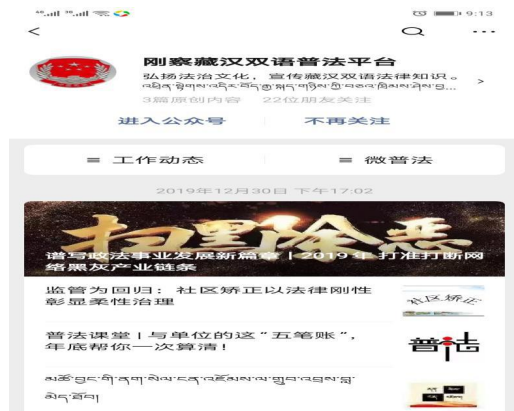 9:13
刚察藏汉双语普法平台
弘扬法治文化，宣传藏汉双语法律知识。
3篇原创内容 22位朋友关注
进入公众号 不再关注
工作动态 微普法
2019年12月30日 下午17:02
扫黑除恶
谱写政法事业发展新篇章 | 2019 年 打准打断网
络黑灰产业链条
监管为回归：社区矫正以法律刚性
彰显柔性治理
社区矫正
普法课堂 | 与单位的这“五笔账”，
年底帮你一次算清！
普法